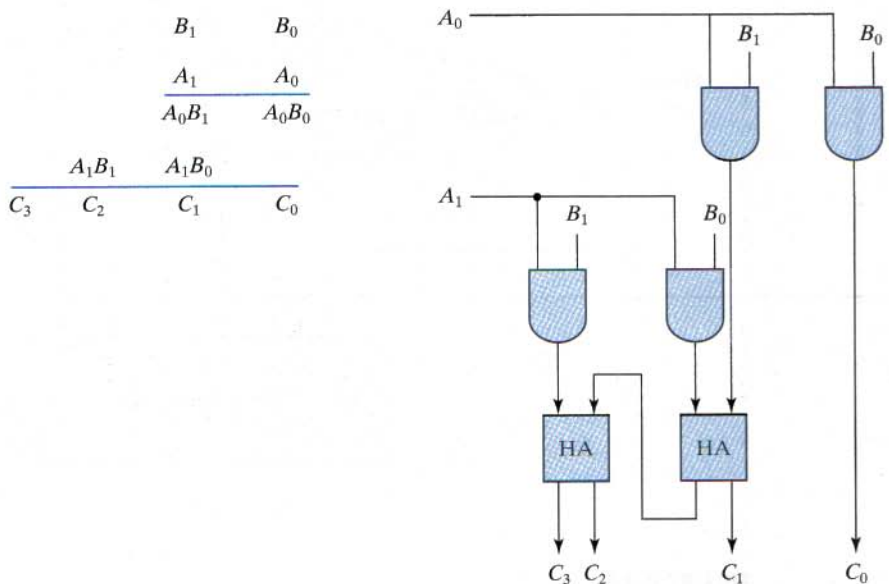 B₁ B₀
A₁ A₀
A₀B₁ A₀B₀
A₁B₁ A₁B₀
C₃ C₂ C₁ C₀
A₀
B₁ B₀
A₁
B₁ B₀
HA HA
C₃ C₂ C₁ C₀